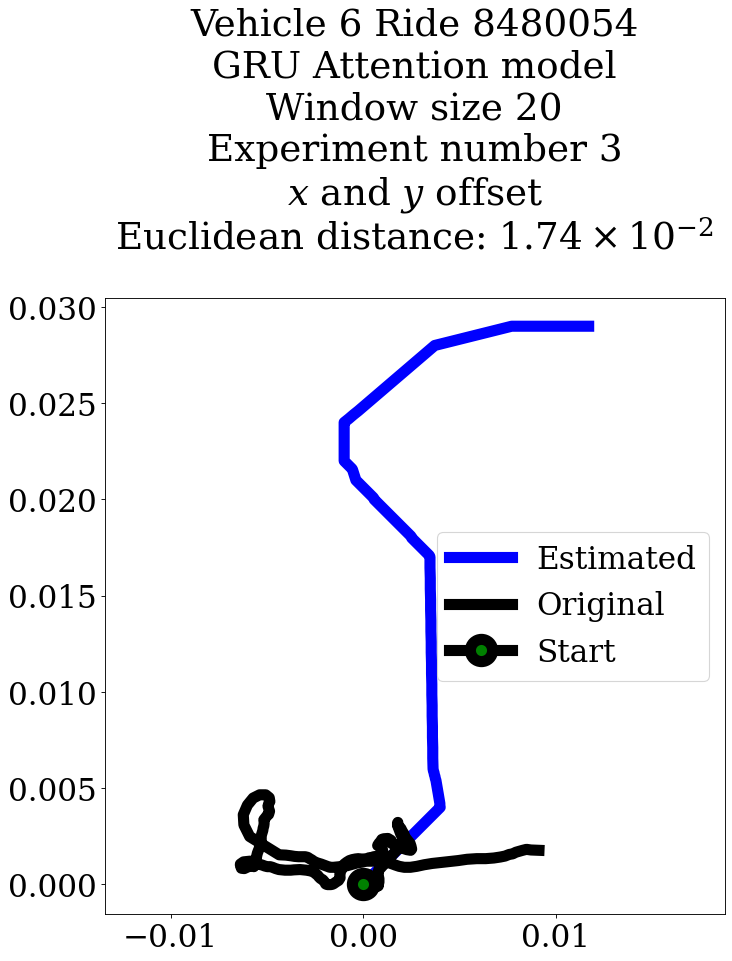 Vehicle 6 Ride 8480054
GRU Attention model
Window size 20
Experiment number 3
x and y offset
Euclidean distance: 1.74 × 10⁻²
0.030
0.025
0.020
0.015
0.010
0.005
0.000
Estimated
Original
Start
−0.01
0.00
0.01